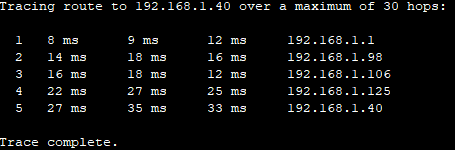 Tracing route to 192.168.1.40 over a maximum of 30 hops:
1 8 ms 9 ms 12 ms 192.168.1.1
2 14 ms 18 ms 16 ms 192.168.1.98
3 16 ms 18 ms 12 ms 192.168.1.106
4 22 ms 27 ms 25 ms 192.168.1.125
5 27 ms 35 ms 33 ms 192.168.1.40
Trace complete.